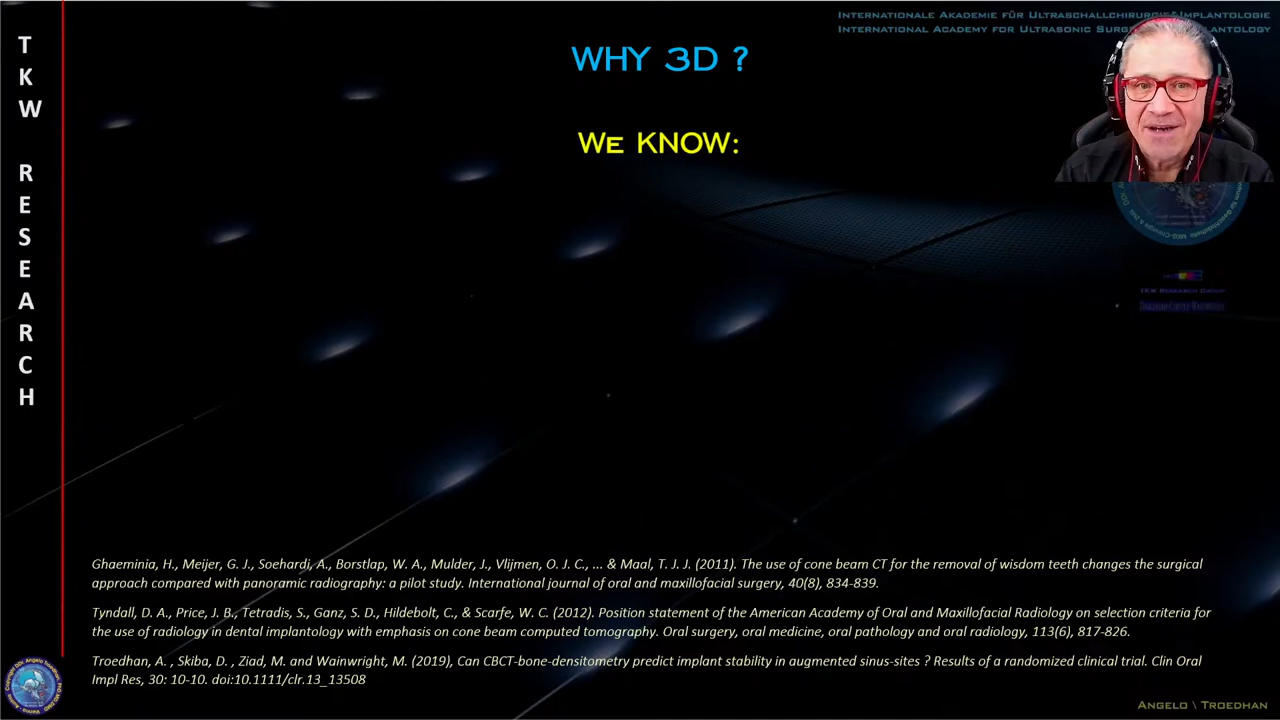 INTERNATIONALE AKADEMIE FÜR ULTRASCHALLCHIRURGIE&IMPLANTOLOGIE
INTERNATIONAL ACADEMY FOR ULTRASONIC
TKW RESEARCH
WHY 3D ?
WE KNOW:
TKW RESEARCH GROUP
Ghaeminia, H., Meijer, G. J., Soehardi, A., Borstlap, W. A., Mulder, J., Vlijmen, O. J. C., ... & Maal, T. J. J. (2011). The use of cone beam CT for the removal of wisdom teeth changes the surgical
approach compared with panoramic radiography: a pilot study. International journal of oral and maxillofacial surgery, 40(8), 834-839.
Tyndall, D. A., Price, J. B., Tetradis, S., Ganz, S. D., Hildebolt, C., & Scarfe, W. C. (2012). Position statement of the American Academy of Oral and Maxillofacial Radiology on selection criteria for
the use of radiology in dental implantology with emphasis on cone beam computed tomography. Oral surgery, oral medicine, oral pathology and oral radiology, 113(6), 817-826.
Troedhan, A. , Skiba, D. , Ziad, M. and Wainwright, M. (2019), Can CBCT-bone-densitometry predict implant stability in augmented sinus-sites ? Results of a randomized clinical trial. Clin Oral
Impl Res, 30: 10-10. doi:10.1111/clr.13_13508
ANGELO \ TROEDHAN